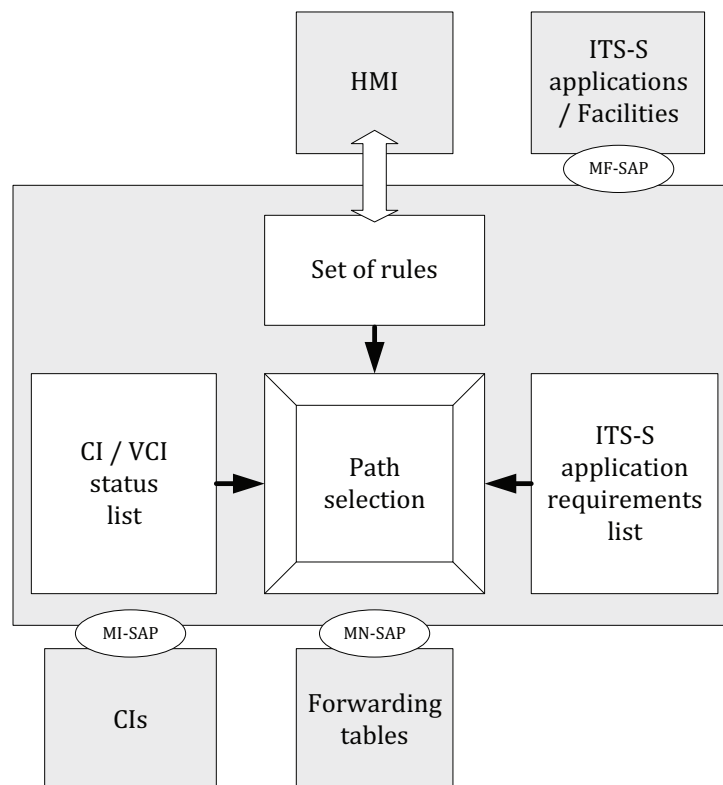 HMI
ITS-S
applications
/ Facilities
MF-SAP
Set of rules
CI / VCI
status
list
Path
selection
ITS-S
application
requirements
list
MI-SAP
MN-SAP
CIs
Forwarding
tables